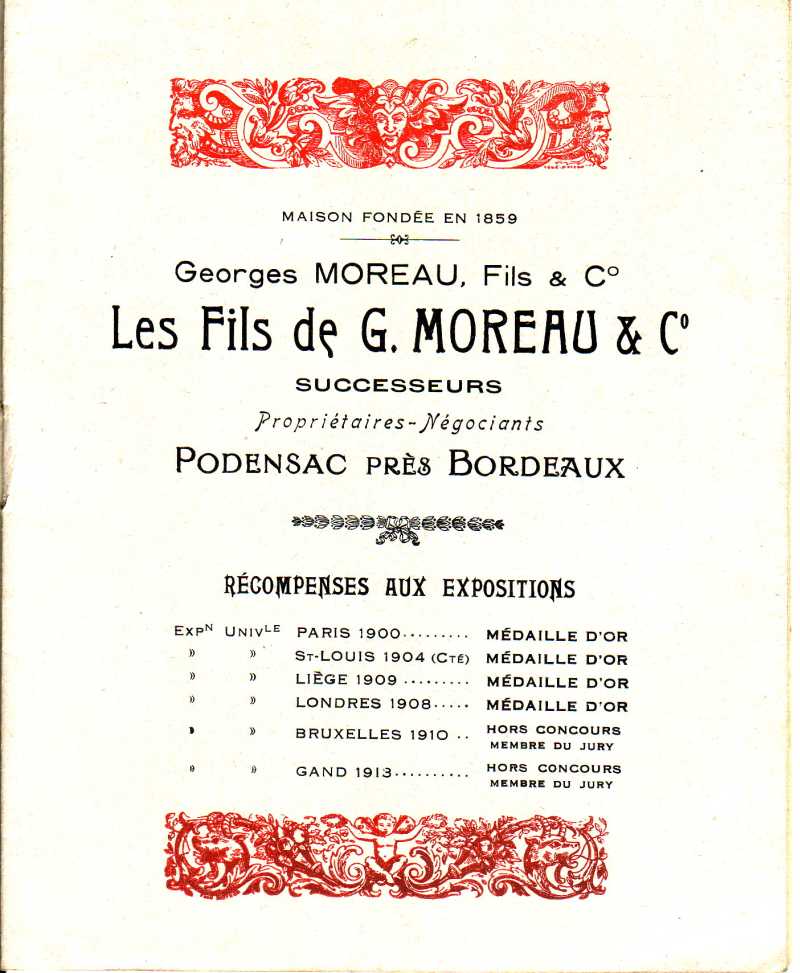 MAISON FONDÉE EN 1859
Georges MOREAU, Fils & Cº
Les Fils de G. MOREAU & Cº
SUCCESSEURS
Propriétaires-Négociants
PODENSAC PRÈS BORDEAUX
RÉCOMPENSES AUX EXPOSITIONS
EXPᴺ UNIVᴸᴱ PARIS 1900......... MÉDAILLE D'OR
» » ST-LOUIS 1904 (CTÉ) MÉDAILLE D'OR
» » LIÈGE 1909 ......... MÉDAILLE D'OR
» » LONDRES 1908..... MÉDAILLE D'OR
» » BRUXELLES 1910 .. HORS CONCOURS
MEMBRE DU JURY
» » GAND 1913.......... HORS CONCOURS
MEMBRE DU JURY